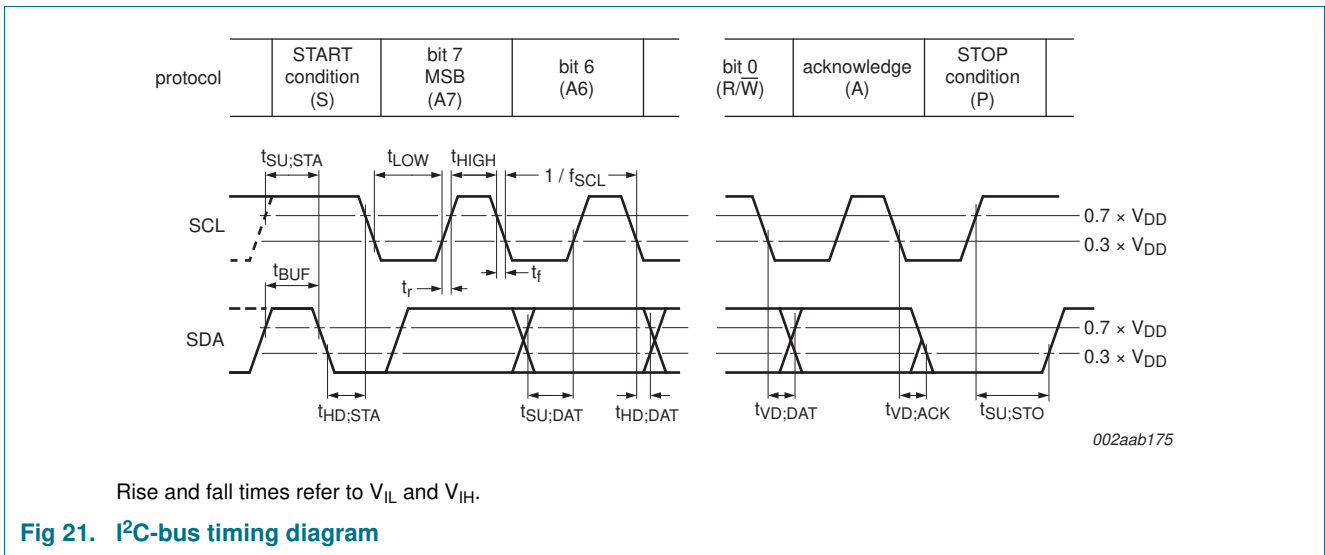 protocol
START condition (S)
bit 7 MSB (A7)
bit 6 (A6)
bit 0 (R/W̅)
acknowledge (A)
STOP condition (P)
tSU;STA
tLOW
tHIGH
1 / fSCL
SCL
0.7 × VDD
0.3 × VDD
tBUF
tr
tf
SDA
0.7 × VDD
0.3 × VDD
tHD;STA
tSU;DAT
tHD;DAT
tVD;DAT
tVD;ACK
tSU;STO
002aab175
Rise and fall times refer to VIL and VIH.
Fig 21. I²C-bus timing diagram